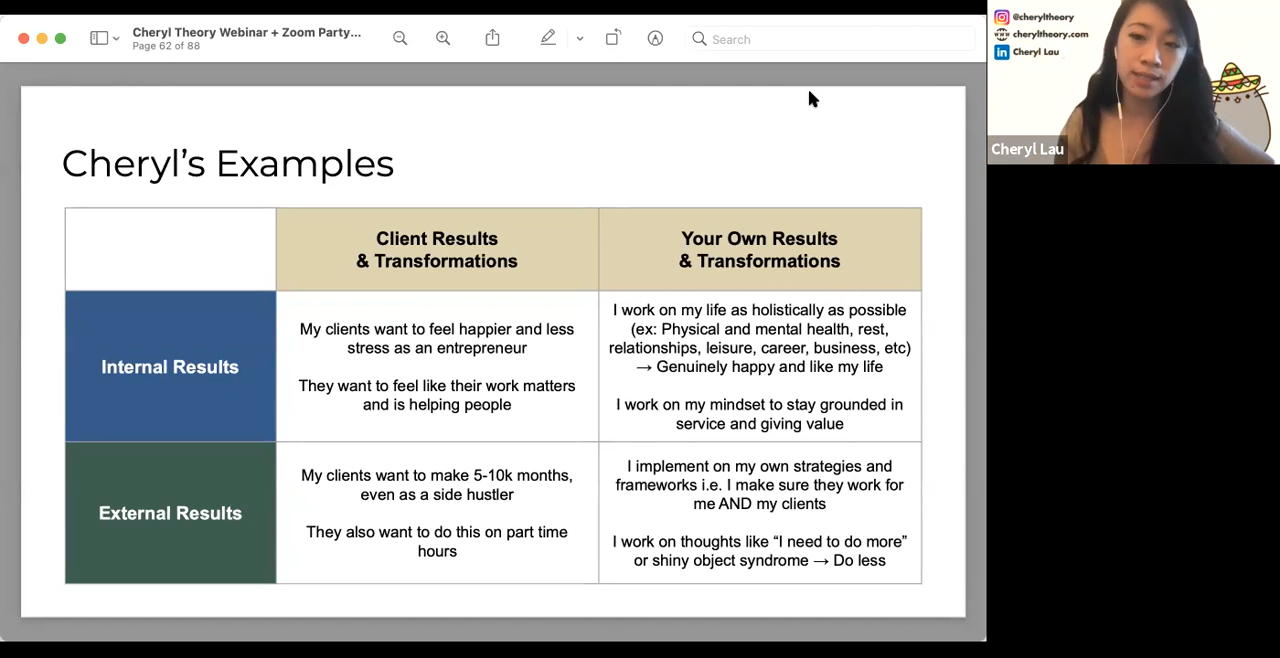 Cheryl Theory Webinar + Zoom Party...
Page 62 of 88
Search
@cheryltheory
cheryltheory.com
in Cheryl Lau
Cheryl Lau
Cheryl's Examples
Client Results
& Transformations
Your Own Results
& Transformations
Internal Results
My clients want to feel happier and less
stress as an entrepreneur
They want to feel like their work matters
and is helping people
I work on my life as holistically as possible
(ex: Physical and mental health, rest,
relationships, leisure, career, business, etc)
→ Genuinely happy and like my life
I work on my mindset to stay grounded in
service and giving value
External Results
My clients want to make 5-10k months,
even as a side hustler
They also want to do this on part time
hours
I implement on my own strategies and
frameworks i.e. I make sure they work for
me AND my clients
I work on thoughts like “I need to do more”
or shiny object syndrome → Do less